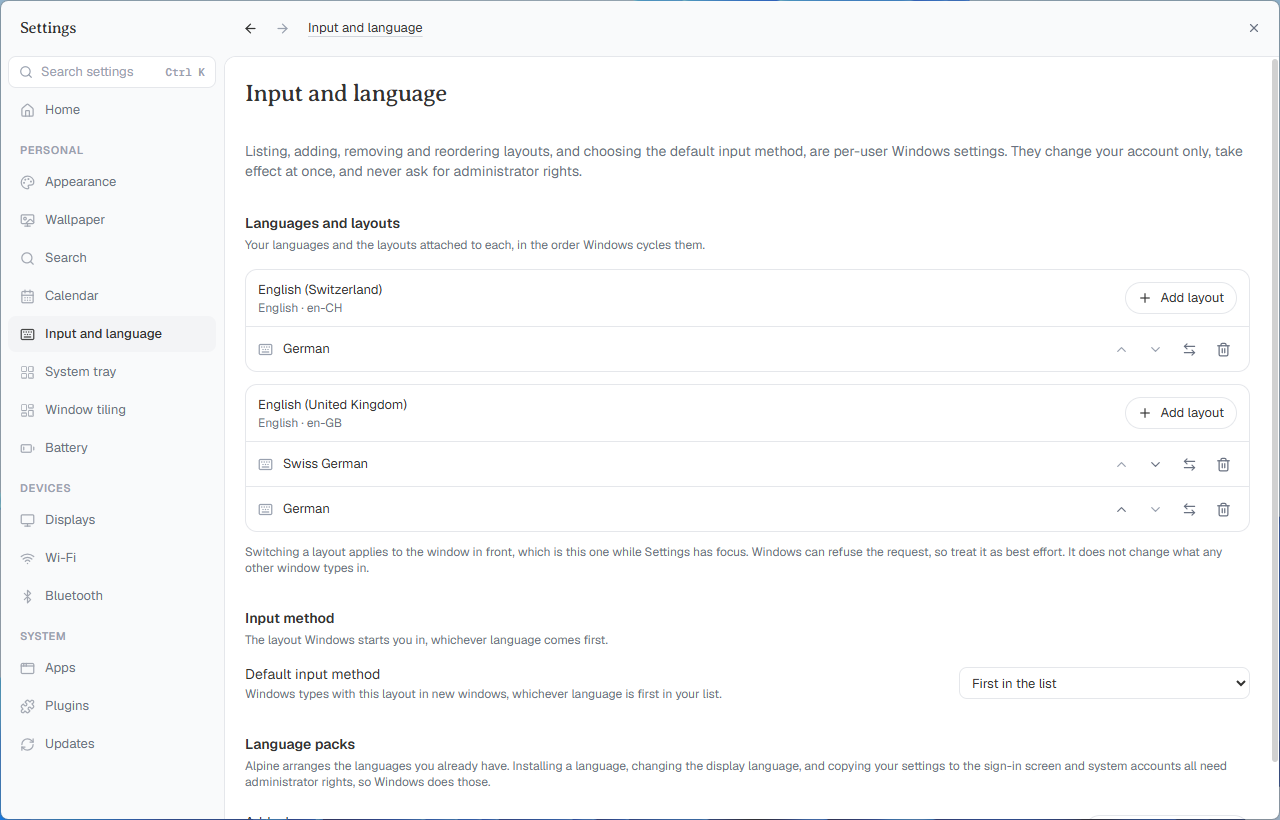 Settings
Input and language
Search settings
Ctrl K
Home
PERSONAL
Appearance
Wallpaper
Search
Calendar
Input and language
System tray
Window tiling
Battery
DEVICES
Displays
Wi-Fi
Bluetooth
SYSTEM
Apps
Plugins
Updates
Input and language
Listing, adding, removing and reordering layouts, and choosing the default input method, are per-user Windows settings. They change your account only, take
effect at once, and never ask for administrator rights.
Languages and layouts
Your languages and the layouts attached to each, in the order Windows cycles them.
English (Switzerland)
English · en-CH
Add layout
German
English (United Kingdom)
English · en-GB
Add layout
Swiss German
German
Switching a layout applies to the window in front, which is this one while Settings has focus. Windows can refuse the request, so treat it as best effort. It does not change what any
other window types in.
Input method
The layout Windows starts you in, whichever language comes first.
Default input method
Windows types with this layout in new windows, whichever language is first in your list.
First in the list
Language packs
Alpine arranges the languages you already have. Installing a language, changing the display language, and copying your settings to the sign-in screen and system accounts all need
administrator rights, so Windows does those.